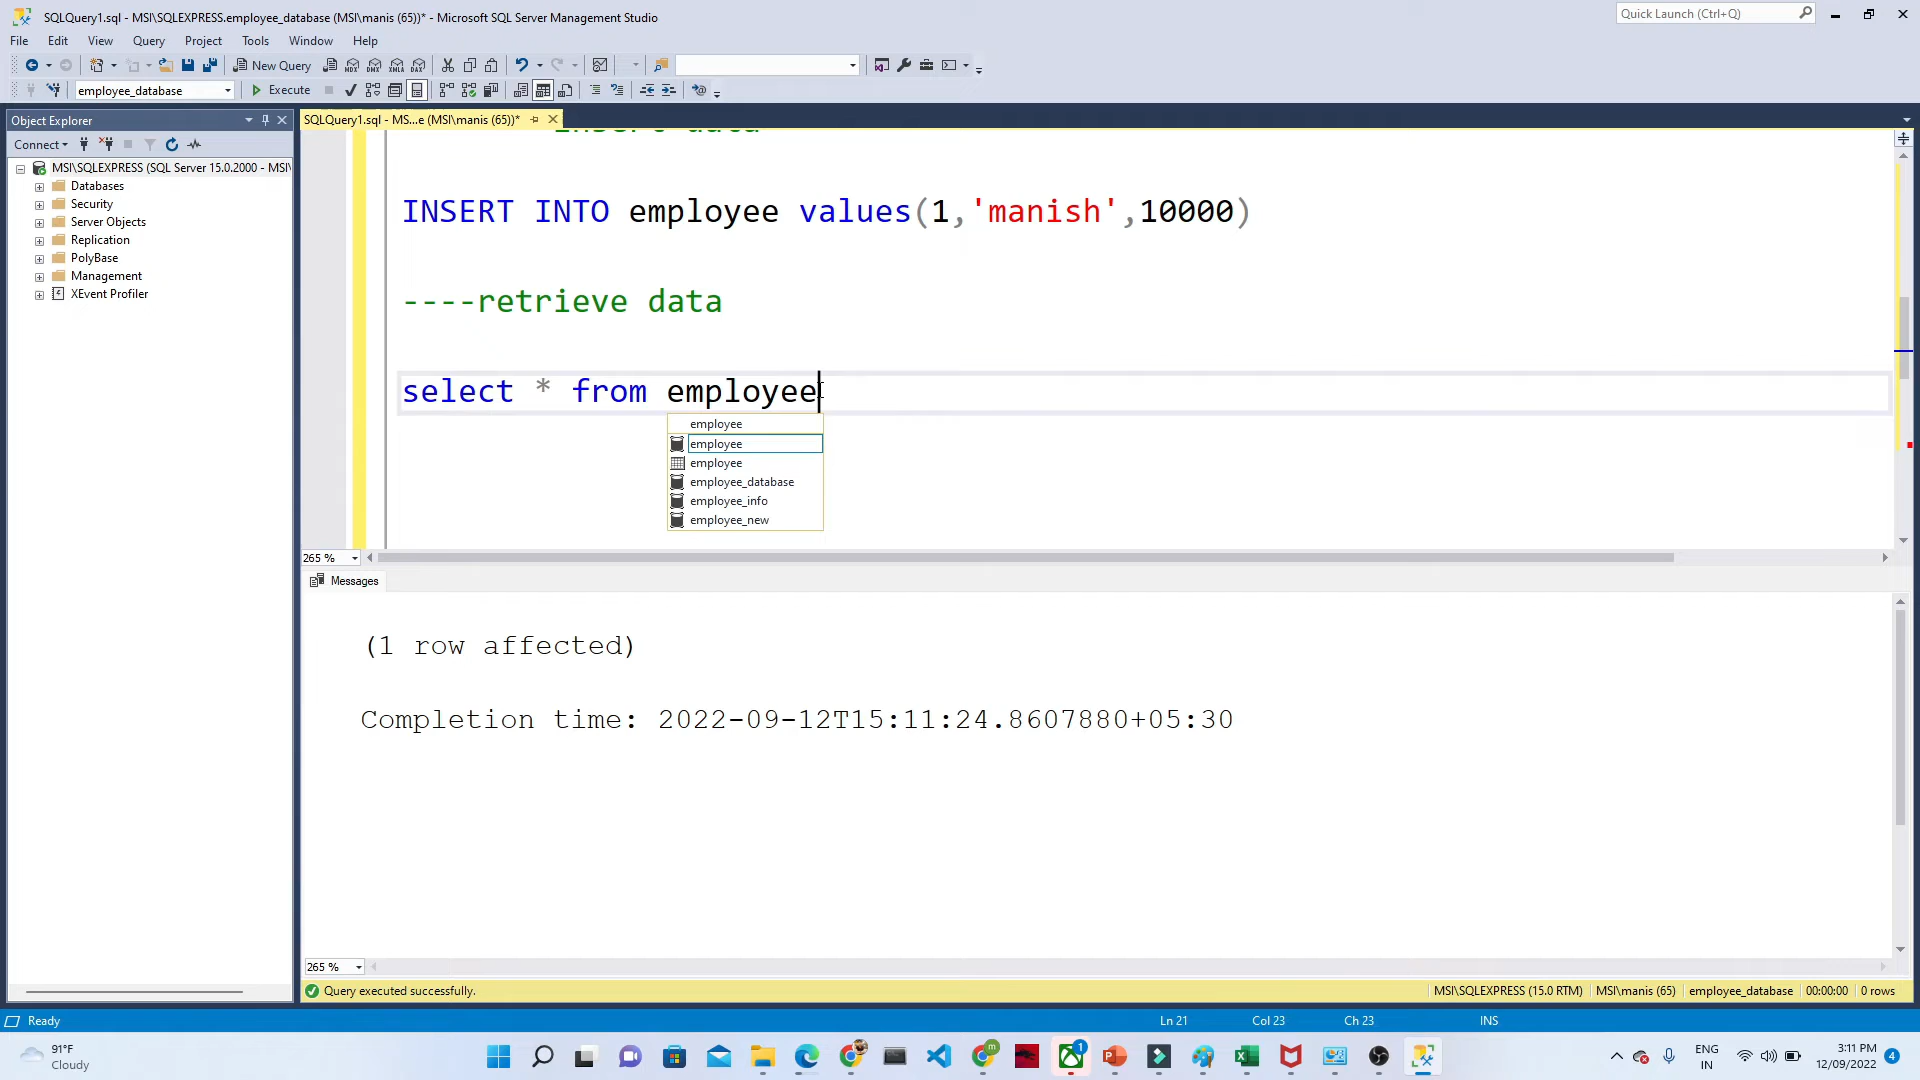 SQLQuery1.sql - MSI\SQLEXPRESS.employee_database (MSI\manis (65))* - Microsoft SQL Server Management Studio
Quick Launch (Ctrl+Q)
File Edit View Query Project Tools Window Help
New Query
MDX DMX XMLA DAX
employee_database
Execute
Object Explorer
SQLQuery1.sql - MS...e (MSI\manis (65))*
Connect
MSI\SQLEXPRESS (SQL Server 15.0.2000 - MSI\
Databases
Security
Server Objects
Replication
PolyBase
Management
XEvent Profiler
INSERT INTO employee values(1,'manish',10000)
----retrieve data
select * from employee
employee
employee
employee
employee_database
employee_info
employee_new
265 %
Messages
(1 row affected)
Completion time: 2022-09-12T15:11:24.8607880+05:30
265 %
Query executed successfully.
MSI\SQLEXPRESS (15.0 RTM) MSI\manis (65) employee_database 00:00:00 0 rows
Ready
Ln 21 Col 23 Ch 23 INS
91°F
Cloudy
m
1
ENG
IN
3:11 PM
12/09/2022
4